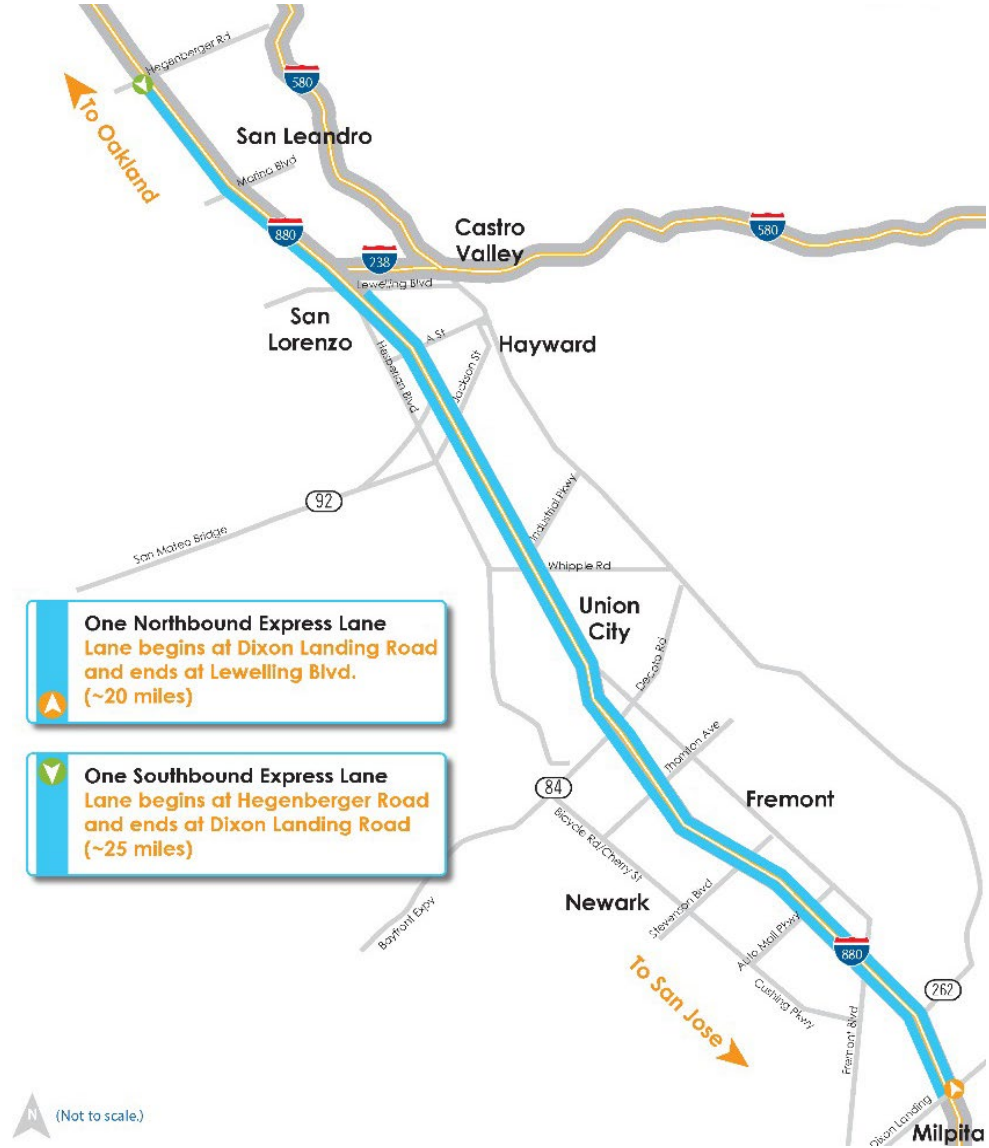 Hegenberger Rd
580
To Oakland
San Leandro
Marina Blvd
880
Castro
Valley
580
238
Lewelling Blvd
San
Lorenzo
A St
Hayward
Hesperian Blvd
Jackson St
92
San Mateo Bridge
Industrial Pkwy
Whipple Rd
Union
City
Decoto Rd
One Northbound Express Lane
Lane begins at Dixon Landing Road
and ends at Lewelling Blvd.
(~20 miles)
One Southbound Express Lane
Lane begins at Hegenberger Road
and ends at Dixon Landing Road
(~25 miles)
Thornton Ave
84
Fremont
Bicycle Rd/Cherry St
Newark
Stevenson Blvd
Bayfront Expy
Auto Mall Pkwy
880
To San Jose
262
Cushing Pkwy
Fremont Blvd
Dixon Landing
Milpita
N
(Not to scale.)